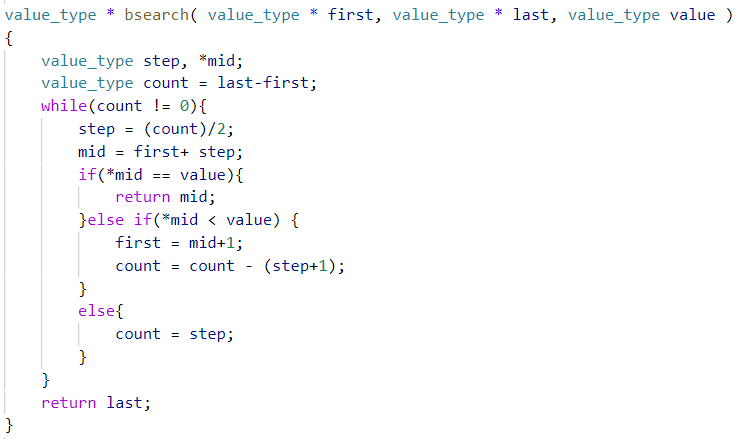 value_type * bsearch( value_type * first, value_type * last, value_type value )
{
    value_type step, *mid;
    value_type count = last-first;
    while(count != 0){
        step = (count)/2;
        mid = first+ step;
        if(*mid == value){
            return mid;
        }else if(*mid < value) {
            first = mid+1;
            count = count - (step+1);
        }
        else{
            count = step;
        }
    }
    return last;
}